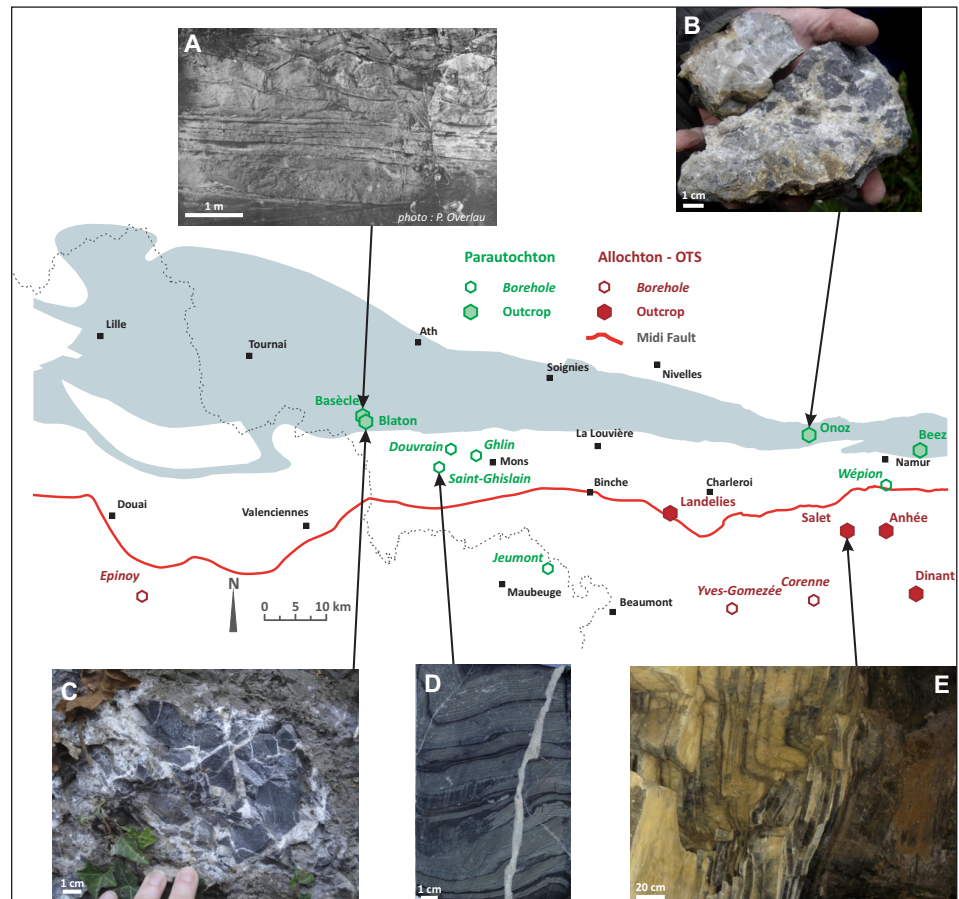 A
1 m
photo : P. Overlau
B
1 cm
Parautochton
Borehole
Outcrop
Allochton - OTS
Borehole
Outcrop
Midi Fault
Lille
Tournai
Ath
Soignies
Nivelles
Basècle
Blaton
Onoz
Beez
Douvrain
Ghlin
La Louvière
Mons
Saint-Ghislain
Namur
Wépion
Binche
Charleroi
Douai
Valenciennes
Landelies
Salet
Anhée
Epinoy
N
0 5 10 km
Jeumont
Maubeuge
Beaumont
Yves-Gomezée
Corenne
Dinant
C
1 cm
D
1 cm
E
20 cm